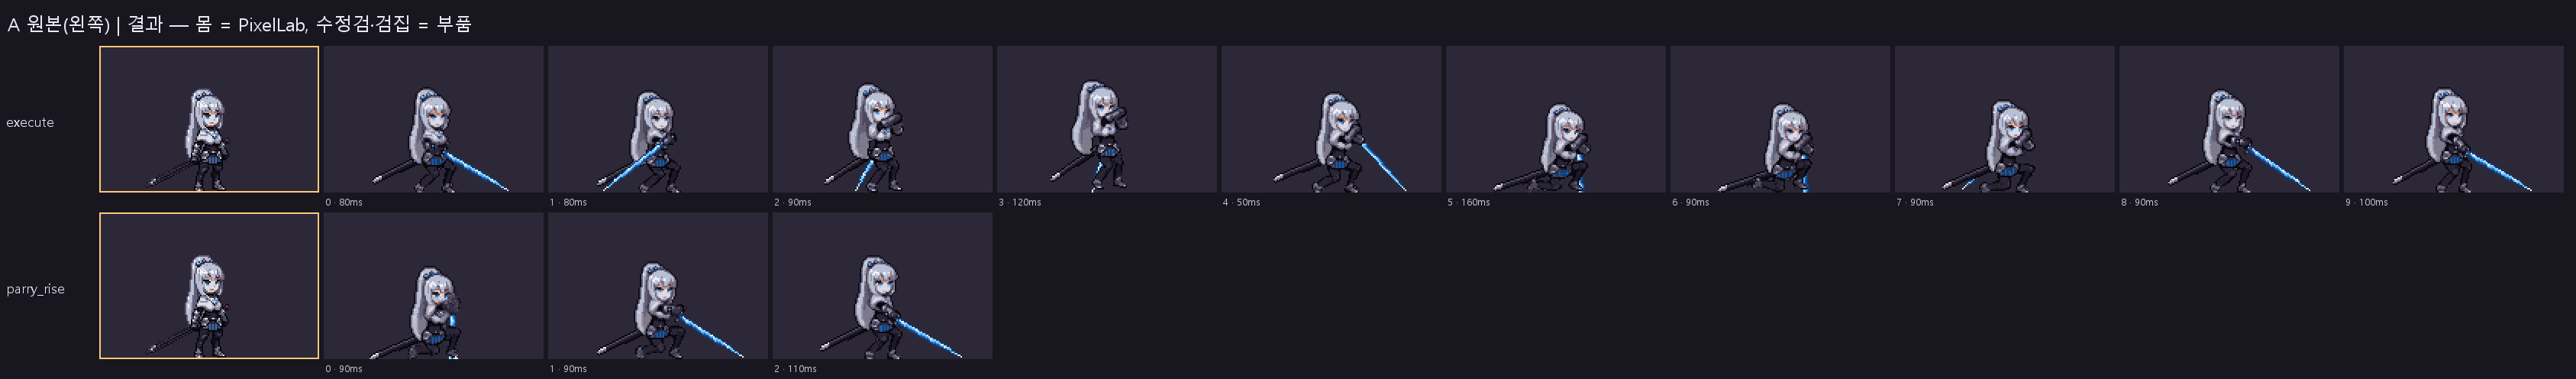 A 원본(왼쪽) | 결과 — 몸 = PixelLab, 수정검·검집 = 부품
execute
0 · 80ms 1 · 80ms 2 · 90ms 3 · 120ms 4 · 50ms 5 · 160ms 6 · 90ms 7 · 90ms 8 · 90ms 9 · 100ms
parry_rise
0 · 90ms 1 · 90ms 2 · 110ms